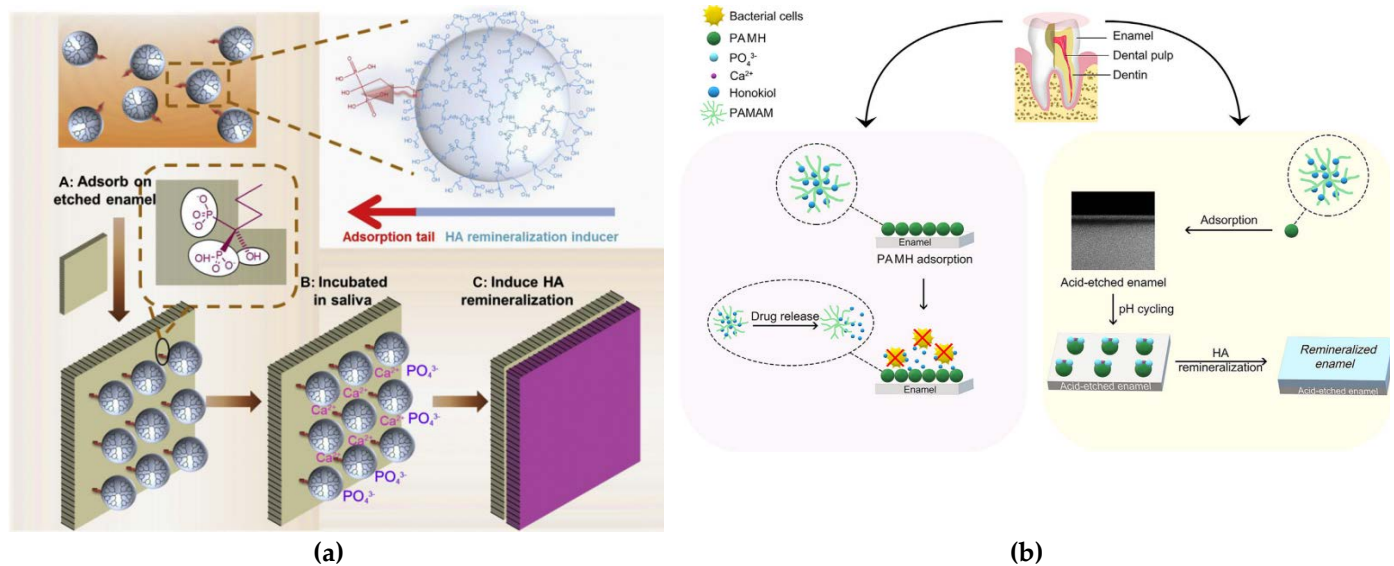 A: Adsorb on
etched enamel
Adsorption tail
HA remineralization inducer
B: Incubated
in saliva
C: Induce HA
remineralization
Ca²⁺
PO₄³⁻
Ca²⁺
Ca²⁺
Ca²⁺
PO₄³⁻
Ca²⁺
Ca²⁺
PO₄³⁻
PO₄³⁻
(a)
Bacterial cells
PAMH
PO₄³⁻
Ca²⁺
Honokiol
PAMAM
Enamel
Dental pulp
Dentin
Enamel
PAMH adsorption
Drug release
Enamel
Adsorption
Acid-etched enamel
pH cycling
Acid-etched enamel
HA
remineralization
Remineralized
enamel
Acid-etched enamel
(b)